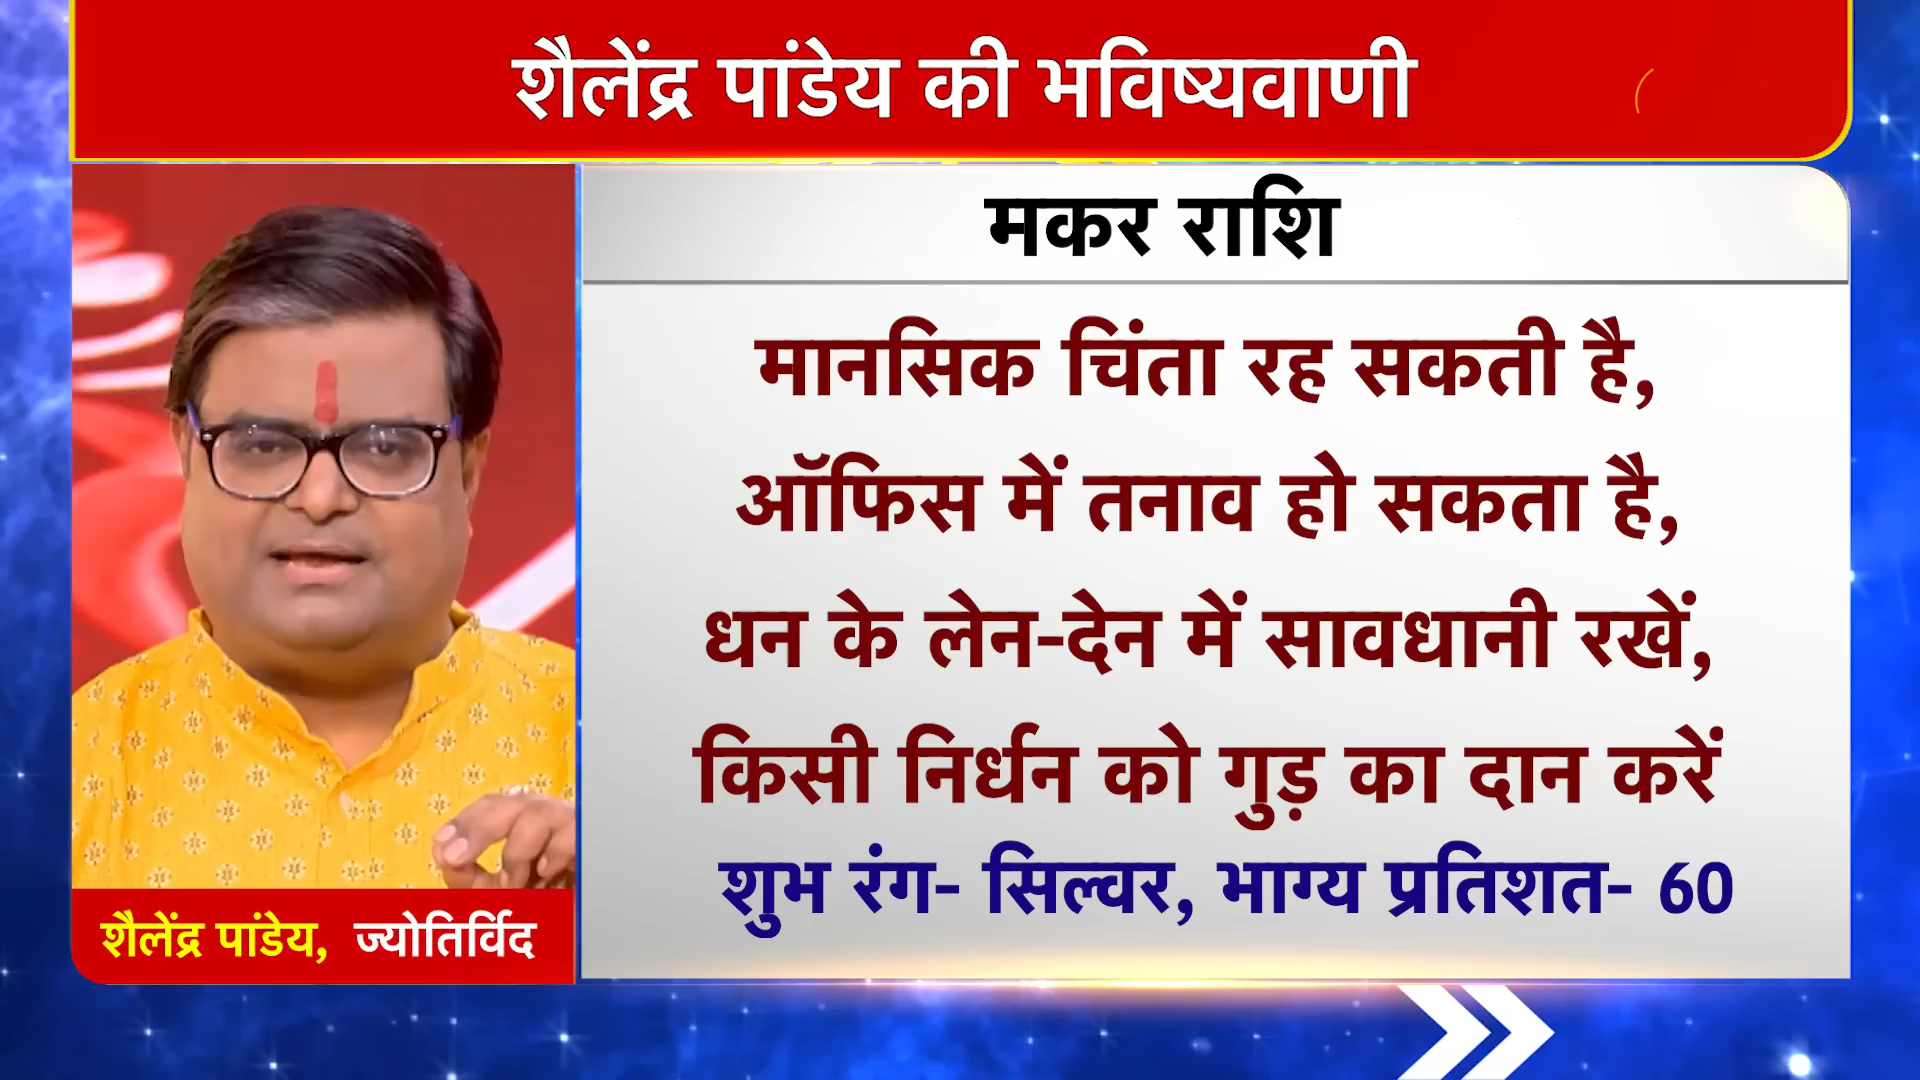 शैलेंद्र पांडेय की भविष्यवाणी
मकर राशि
मानसिक चिंता रह सकती है,
ऑफिस में तनाव हो सकता है,
धन के लेन-देन में सावधानी रखें,
किसी निर्धन को गुड़ का दान करें
शुभ रंग- सिल्वर, भाग्य प्रतिशत- 60
शैलेंद्र पांडेय, ज्योतिर्विद